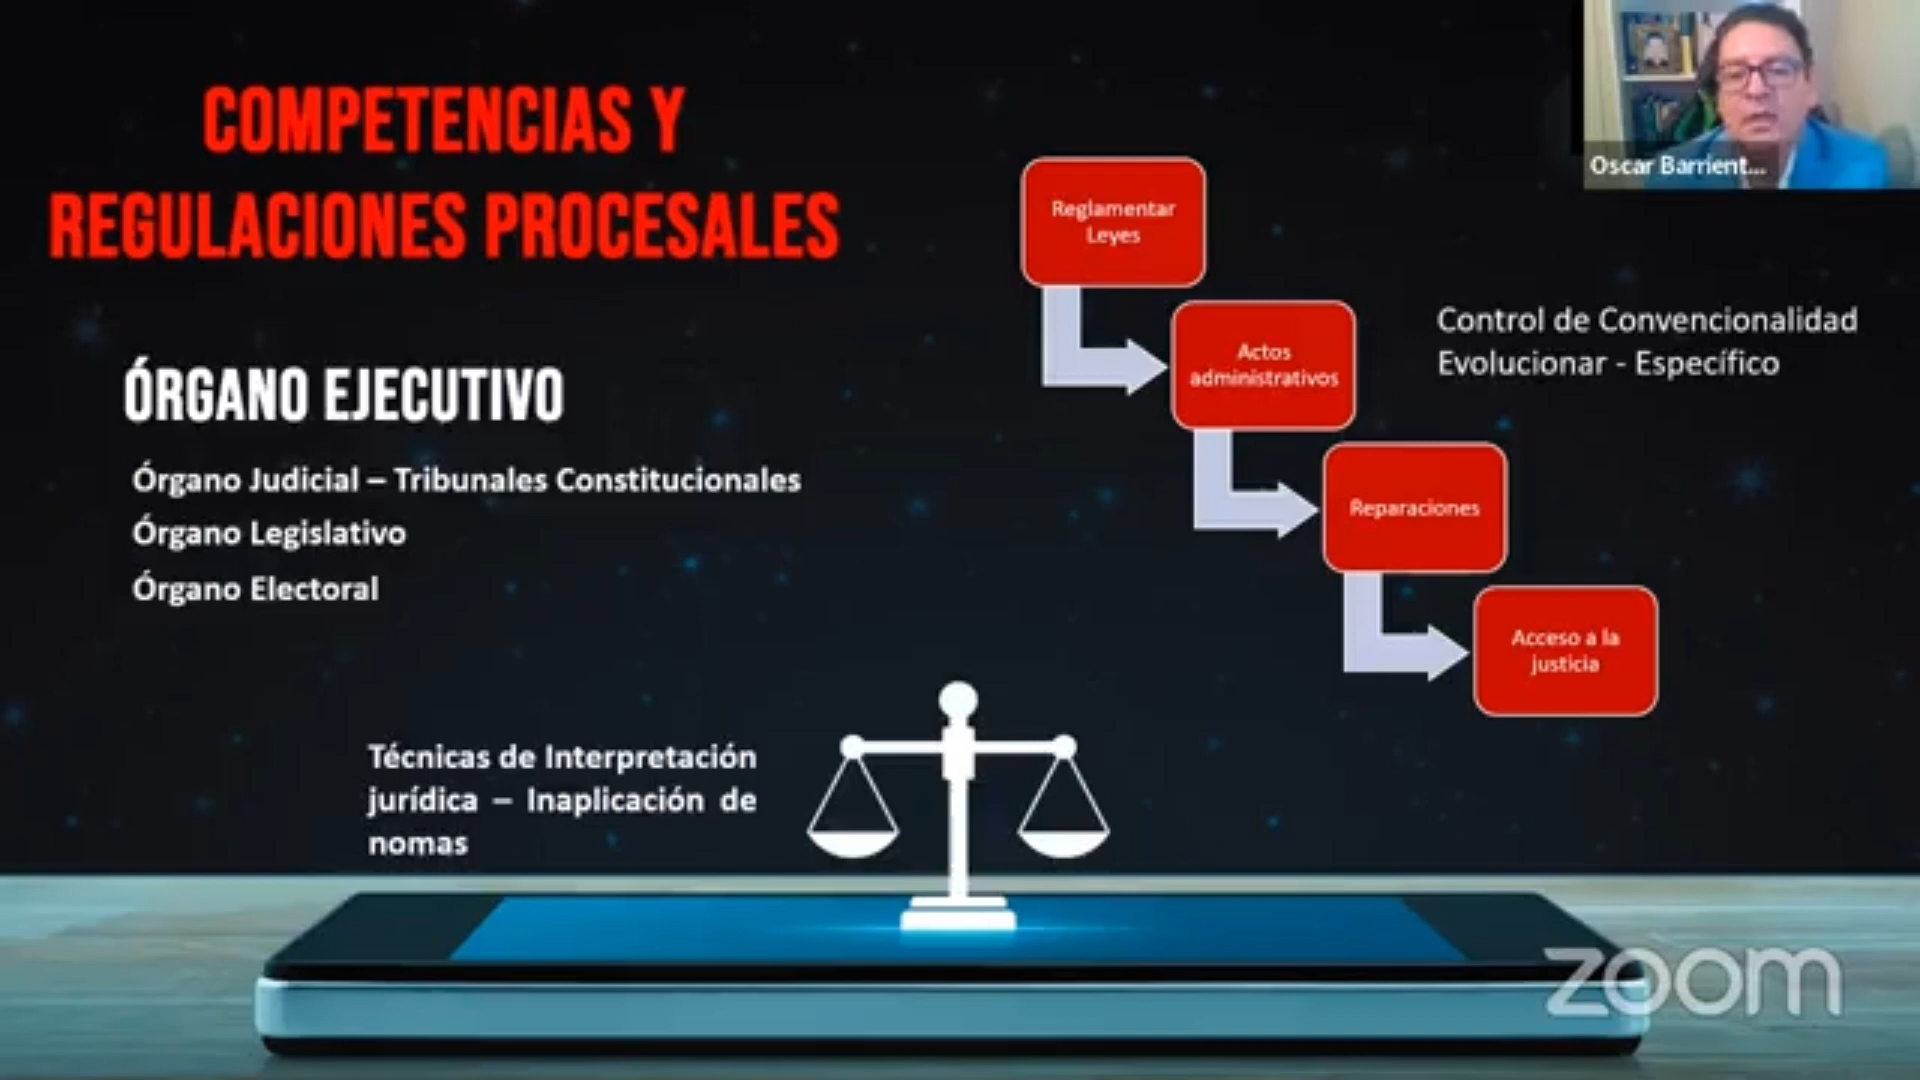 COMPETENCIAS Y
REGULACIONES PROCESALES
ÓRGANO EJECUTIVO
Órgano Judicial – Tribunales Constitucionales
Órgano Legislativo
Órgano Electoral
Técnicas de Interpretación
jurídica – Inaplicación de
nomas
Reglamentar
Leyes
Actos
administrativos
Reparaciones
Acceso a la
justicia
Control de Convencionalidad
Evolucionar - Específico
Oscar Barrient...
zoom